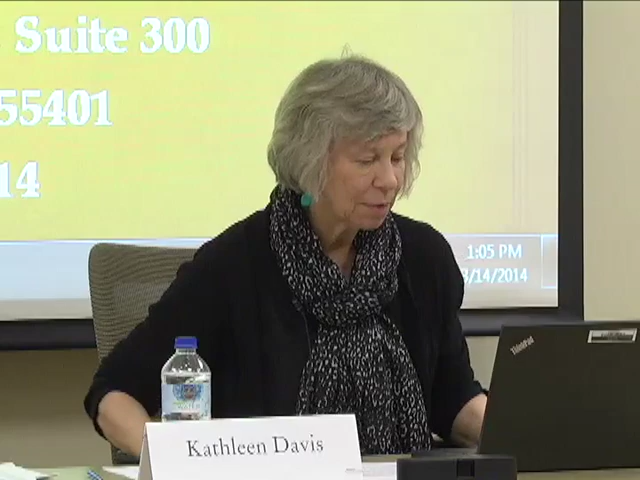 Suite 300
55401
14
1:05 PM
3/14/2014
ThinkPad
Kathleen Davis